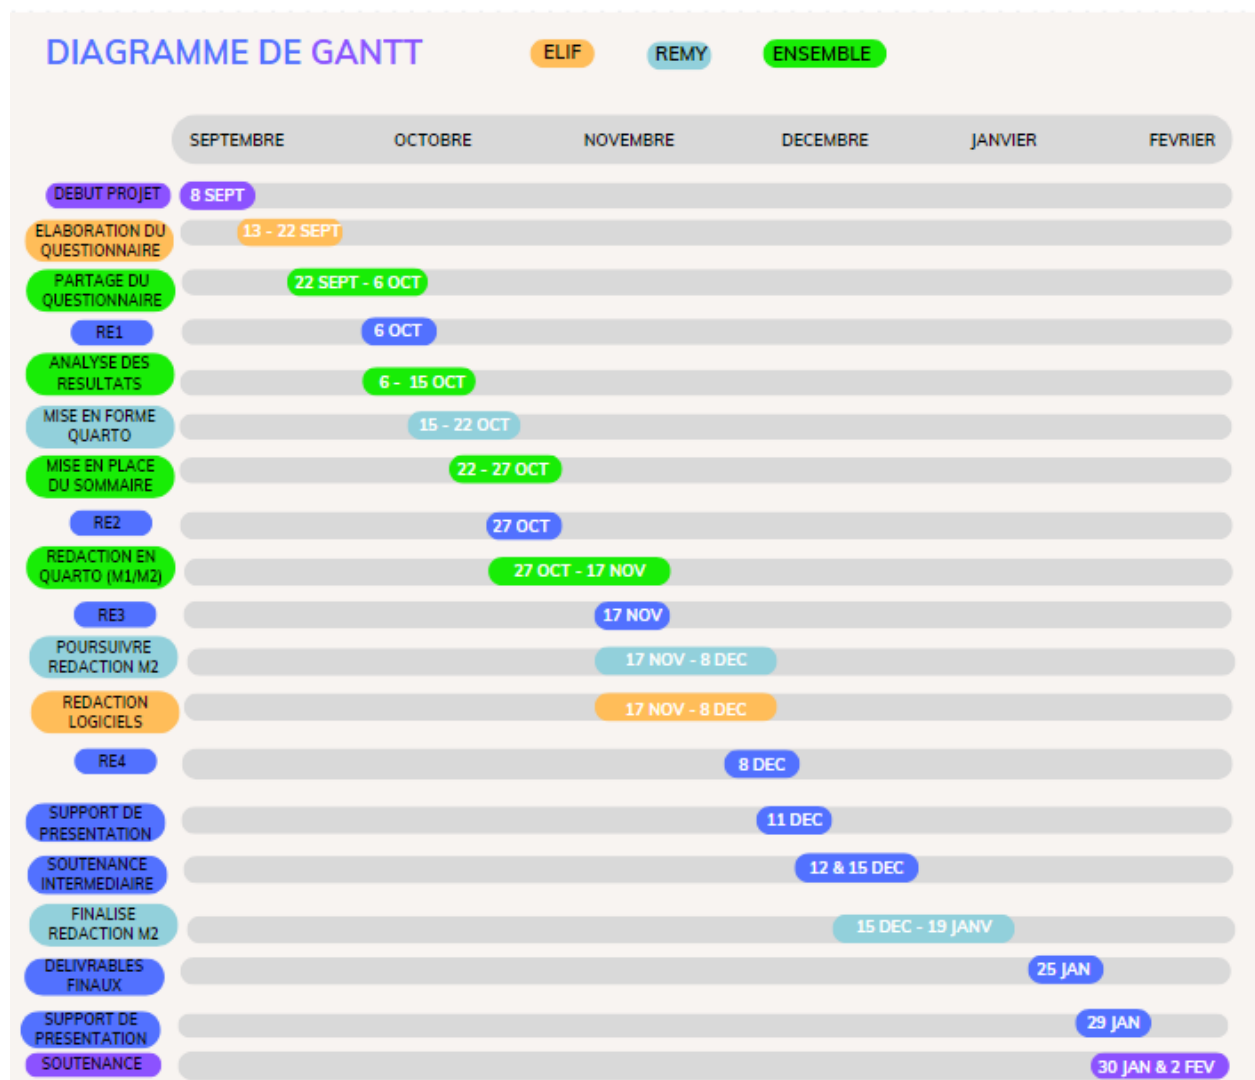 DIAGRAMME DE GANTT
ELIF
REMY
ENSEMBLE
SEPTEMBRE OCTOBRE NOVEMBRE DECEMBRE JANVIER FEVRIER
DEBUT PROJET
8 SEPT
ELABORATION DU
QUESTIONNAIRE
13 - 22 SEPT
PARTAGE DU
QUESTIONNAIRE
22 SEPT - 6 OCT
RE1
6 OCT
ANALYSE DES
RESULTATS
6 - 15 OCT
MISE EN FORME
QUARTO
15 - 22 OCT
MISE EN PLACE
DU SOMMAIRE
22 - 27 OCT
RE2
27 OCT
REDACTION EN
QUARTO (M1/M2)
27 OCT - 17 NOV
RE3
17 NOV
POURSUIVRE
REDACTION M2
17 NOV - 8 DEC
REDACTION
LOGICIELS
17 NOV - 8 DEC
RE4
8 DEC
SUPPORT DE
PRESENTATION
11 DEC
SOUTENANCE
INTERMEDIAIRE
12 & 15 DEC
FINALISE
REDACTION M2
15 DEC - 19 JANV
DELIVRABLES
FINAUX
25 JAN
SUPPORT DE
PRESENTATION
29 JAN
SOUTENANCE
30 JAN & 2 FEV